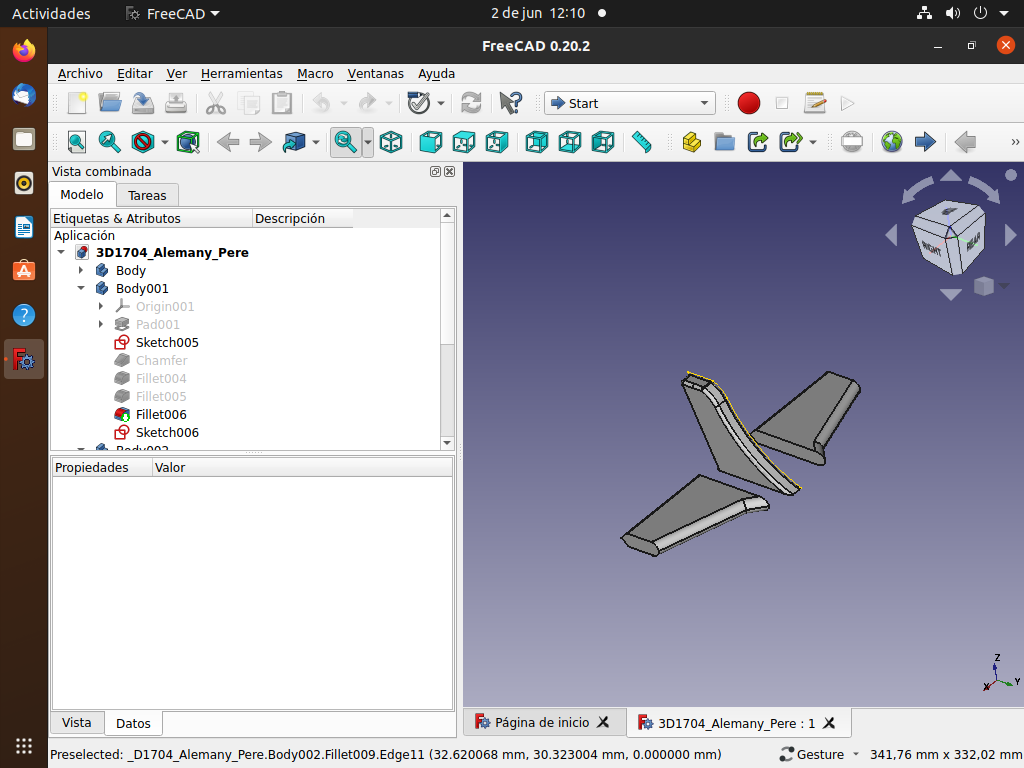 Actividades FreeCAD 2 de jun 12:10
FreeCAD 0.20.2
Archivo Editar Ver Herramientas Macro Ventanas Ayuda
Start
Vista combinada
Modelo Tareas
Etiquetas & Atributos Descripción
Aplicación
3D1704_Alemany_Pere
Body
Body001
Origin001
Pad001
Sketch005
Chamfer
Fillet004
Fillet005
Fillet006
Sketch006
Body002
Propiedades Valor
RIGHT REAR
Z
Y
X
Vista Datos
Página de inicio 3D1704_Alemany_Pere : 1
Preselected: _D1704_Alemany_Pere.Body002.Fillet009.Edge11 (32.620068 mm, 30.323004 mm, 0.000000 mm) Gesture 341,76 mm x 332,02 mm